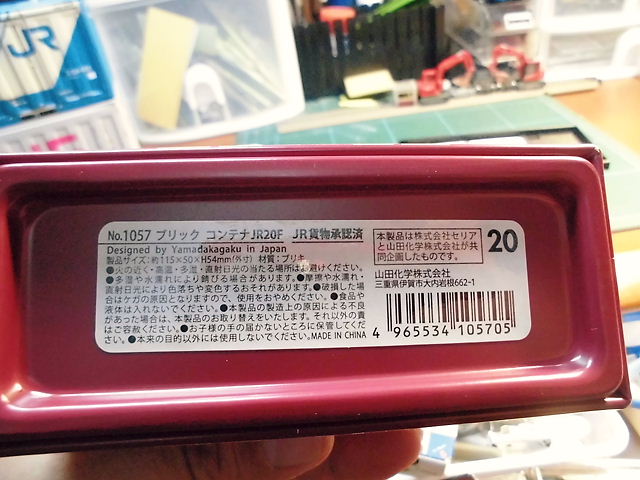 JR
No.1057 ブリック コンテナJR20F JR貨物承認済
Designed by Yamadakagaku in Japan
製品サイズ:約115×50×H54mm(外寸) 材質:ブリキ
●火の近く・高温・多湿・直射日光の当たる場所はお避けください。
●多湿や水濡れにより錆びる場合があります。●摩擦や水濡れ・
直射日光により色落ちや変色するおそれがあります。●破損した場
合はケガの原因となりますので、使用をおやめください。●食品や
液体は入れないでください。●本製品の製造上の原因による不良
があった場合は、本製品のお取り替えをいたします。それ以外の責
はご容赦ください。●お子様の手の届かないところに保管してくだ
さい。●本来の目的以外には使用しないでください。MADE IN CHINA
本製品は株式会社セリア
と山田化学株式会社が共
同企画したものです。
20
山田化学株式会社
三重県伊賀市大内岩根662-1
4 965534 105705